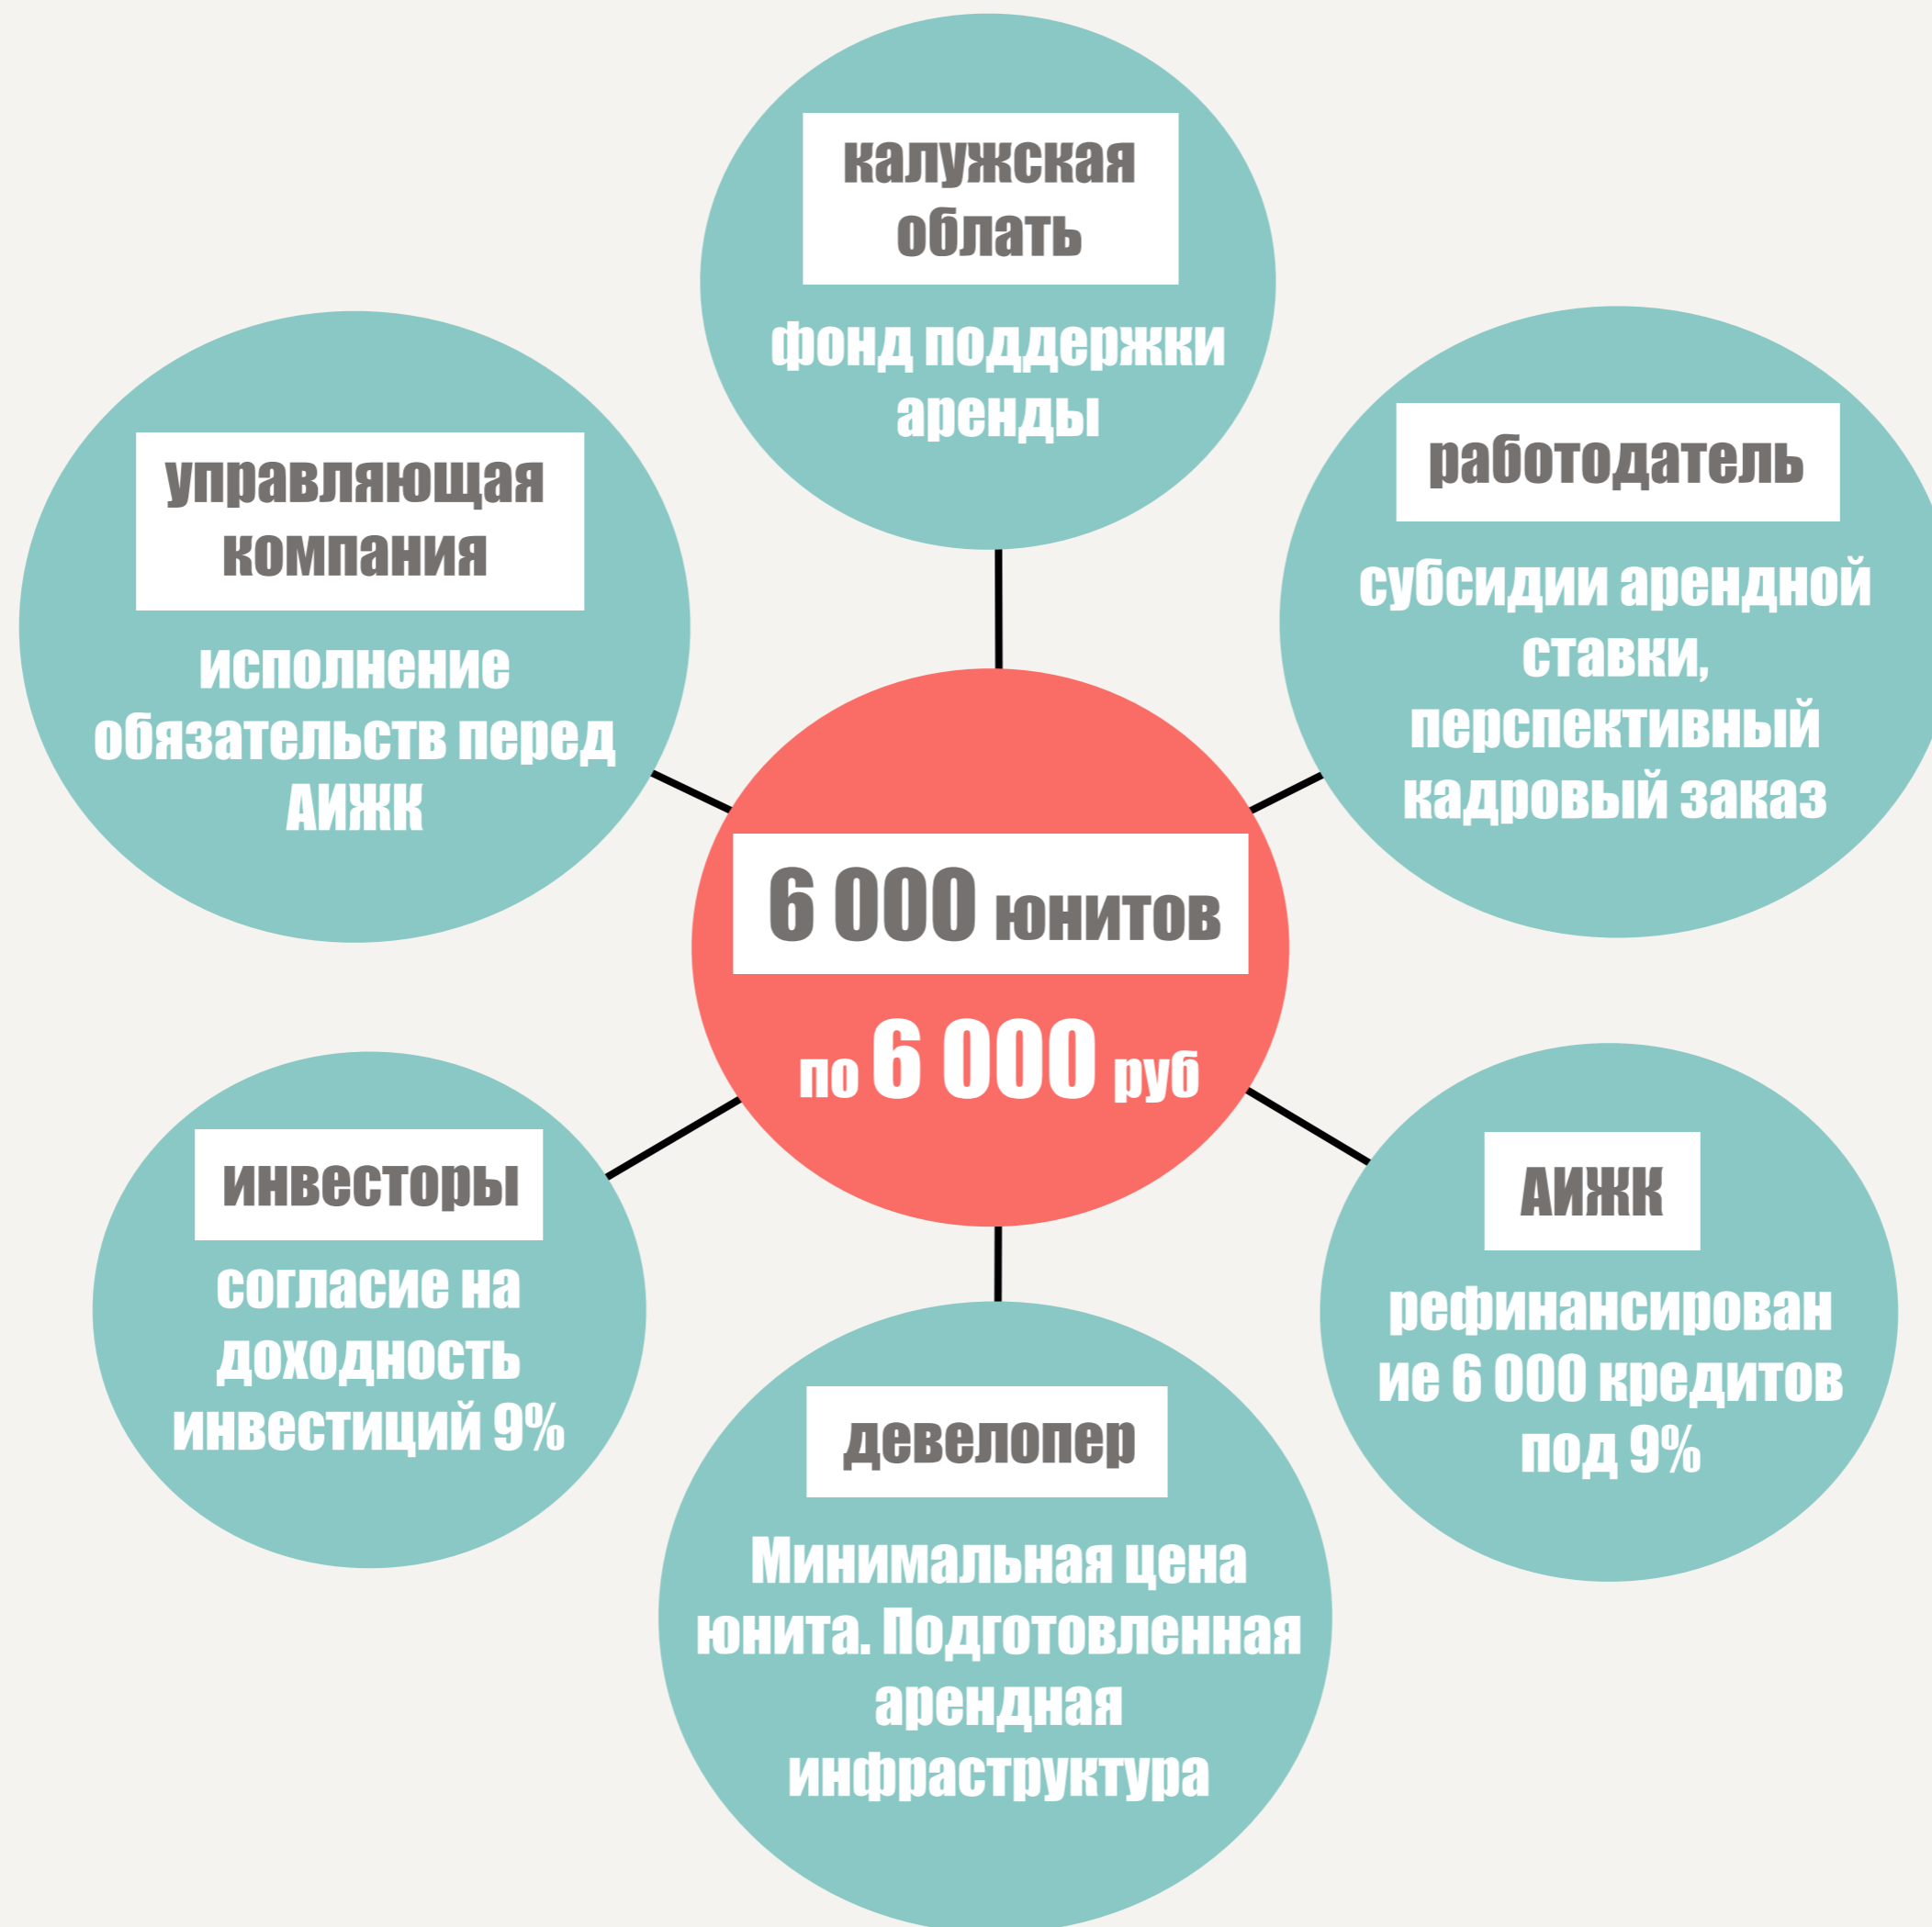 калужская
облать
фонд поддержки
аренды
управляющая
компания
исполнение
обязательств перед
АИЖК
работодатель
субсидии арендной
ставки,
перспективный
кадровый заказ
6 000 юнитов
по 6 000 руб
инвесторы
согласие на
доходность
инвестиций 9%
АИЖК
рефинансирован
ие 6 000 кредитов
под 9%
девелопер
Минимальная цена
юнита. Подготовленная
арендная
инфраструктура